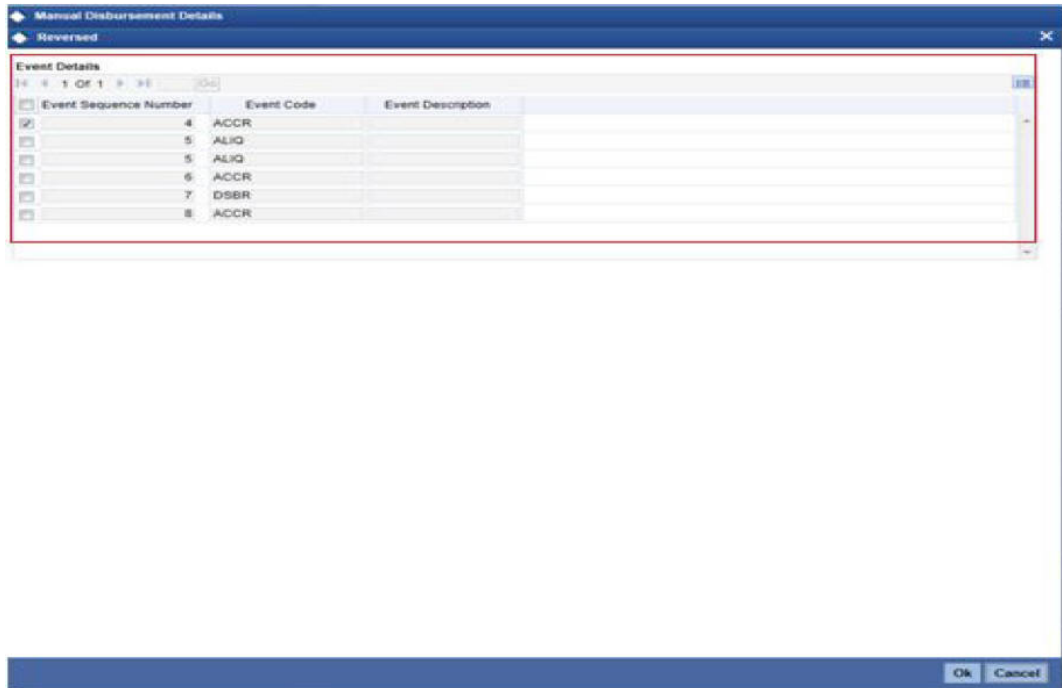 Manual Disbursement Details
Reversed
Event Details
1 Of 1 Go
Event Sequence Number Event Code Event Description
4 ACCR
5 ALIQ
5 ALIQ
6 ACCR
7 DSBR
8 ACCR
Ok Cancel